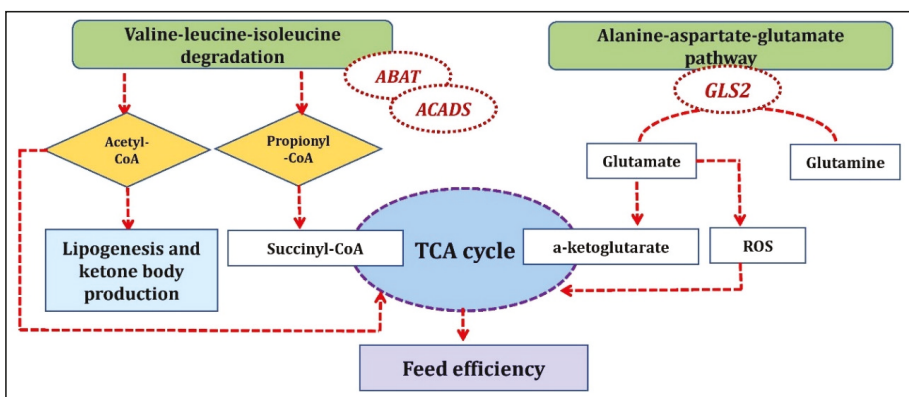 Valine-leucine-isoleucine
degradation
Alanine-aspartate-glutamate
pathway
ABAT
ACADS
GLS2
Acetyl-
CoA
Propionyl
-CoA
Glutamate
Glutamine
Lipogenesis and
ketone body
production
Succinyl-CoA
TCA cycle
a-ketoglutarate
ROS
Feed efficiency